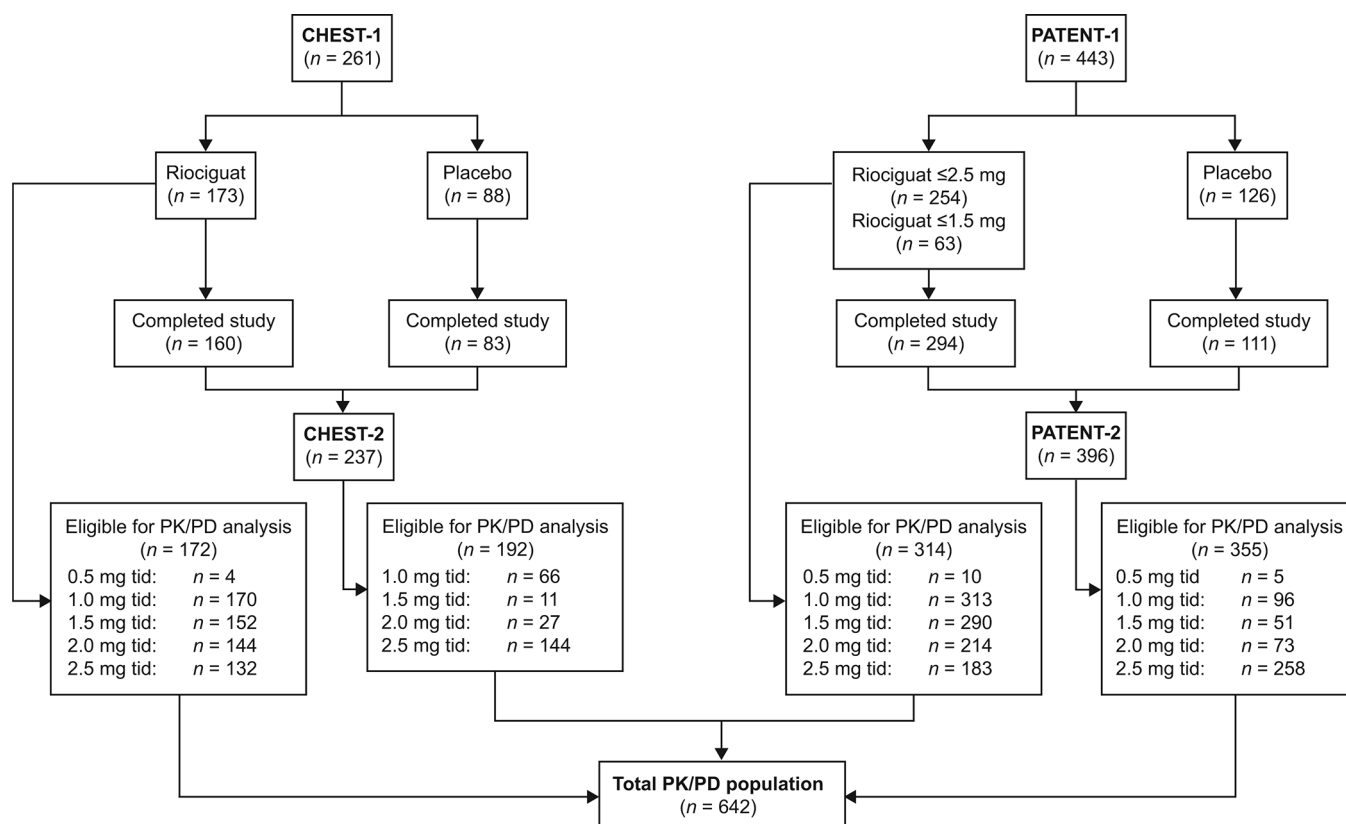 CHEST-1
(n = 261)
PATENT-1
(n = 443)
Riociguat
(n = 173)
Placebo
(n = 88)
Riociguat ≤2.5 mg
(n = 254)
Riociguat ≤1.5 mg
(n = 63)
Placebo
(n = 126)
Completed study
(n = 160)
Completed study
(n = 83)
Completed study
(n = 294)
Completed study
(n = 111)
CHEST-2
(n = 237)
PATENT-2
(n = 396)
Eligible for PK/PD analysis
(n = 172)
0.5 mg tid: n = 4
1.0 mg tid: n = 170
1.5 mg tid: n = 152
2.0 mg tid: n = 144
2.5 mg tid: n = 132
Eligible for PK/PD analysis
(n = 192)
1.0 mg tid: n = 66
1.5 mg tid: n = 11
2.0 mg tid: n = 27
2.5 mg tid: n = 144
Eligible for PK/PD analysis
(n = 314)
0.5 mg tid: n = 10
1.0 mg tid: n = 313
1.5 mg tid: n = 290
2.0 mg tid: n = 214
2.5 mg tid: n = 183
Eligible for PK/PD analysis
(n = 355)
0.5 mg tid n = 5
1.0 mg tid: n = 96
1.5 mg tid: n = 51
2.0 mg tid: n = 73
2.5 mg tid: n = 258
Total PK/PD population
(n = 642)